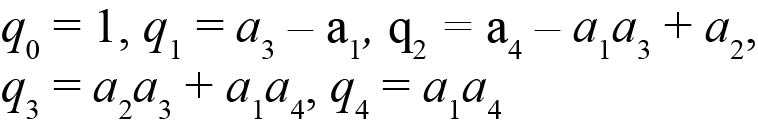 q₀ = 1, q₁ = a₃ – a₁, q₂ = a₄ – a₁a₃ + a₂,
q₃ = a₂a₃ + a₁a₄, q₄ = a₁a₄